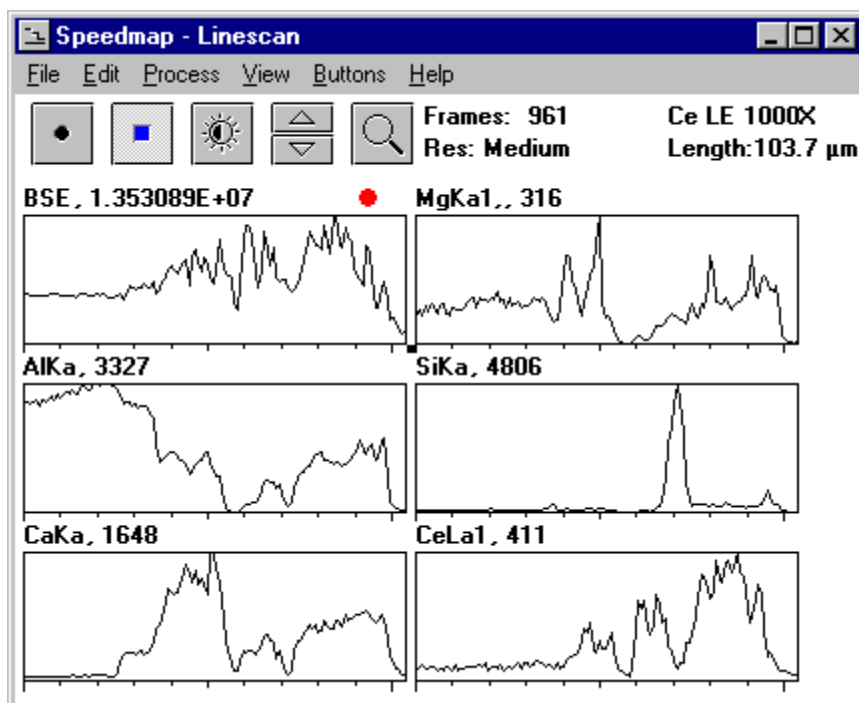 Speedmap - Linescan
File Edit Process View Buttons Help
Frames: 961 Ce LE 1000X
Res: Medium Length:103.7 µm
BSE, 1.353089E+07 MgKa1,, 316
AlKa, 3327 SiKa, 4806
CaKa, 1648 CeLa1, 411